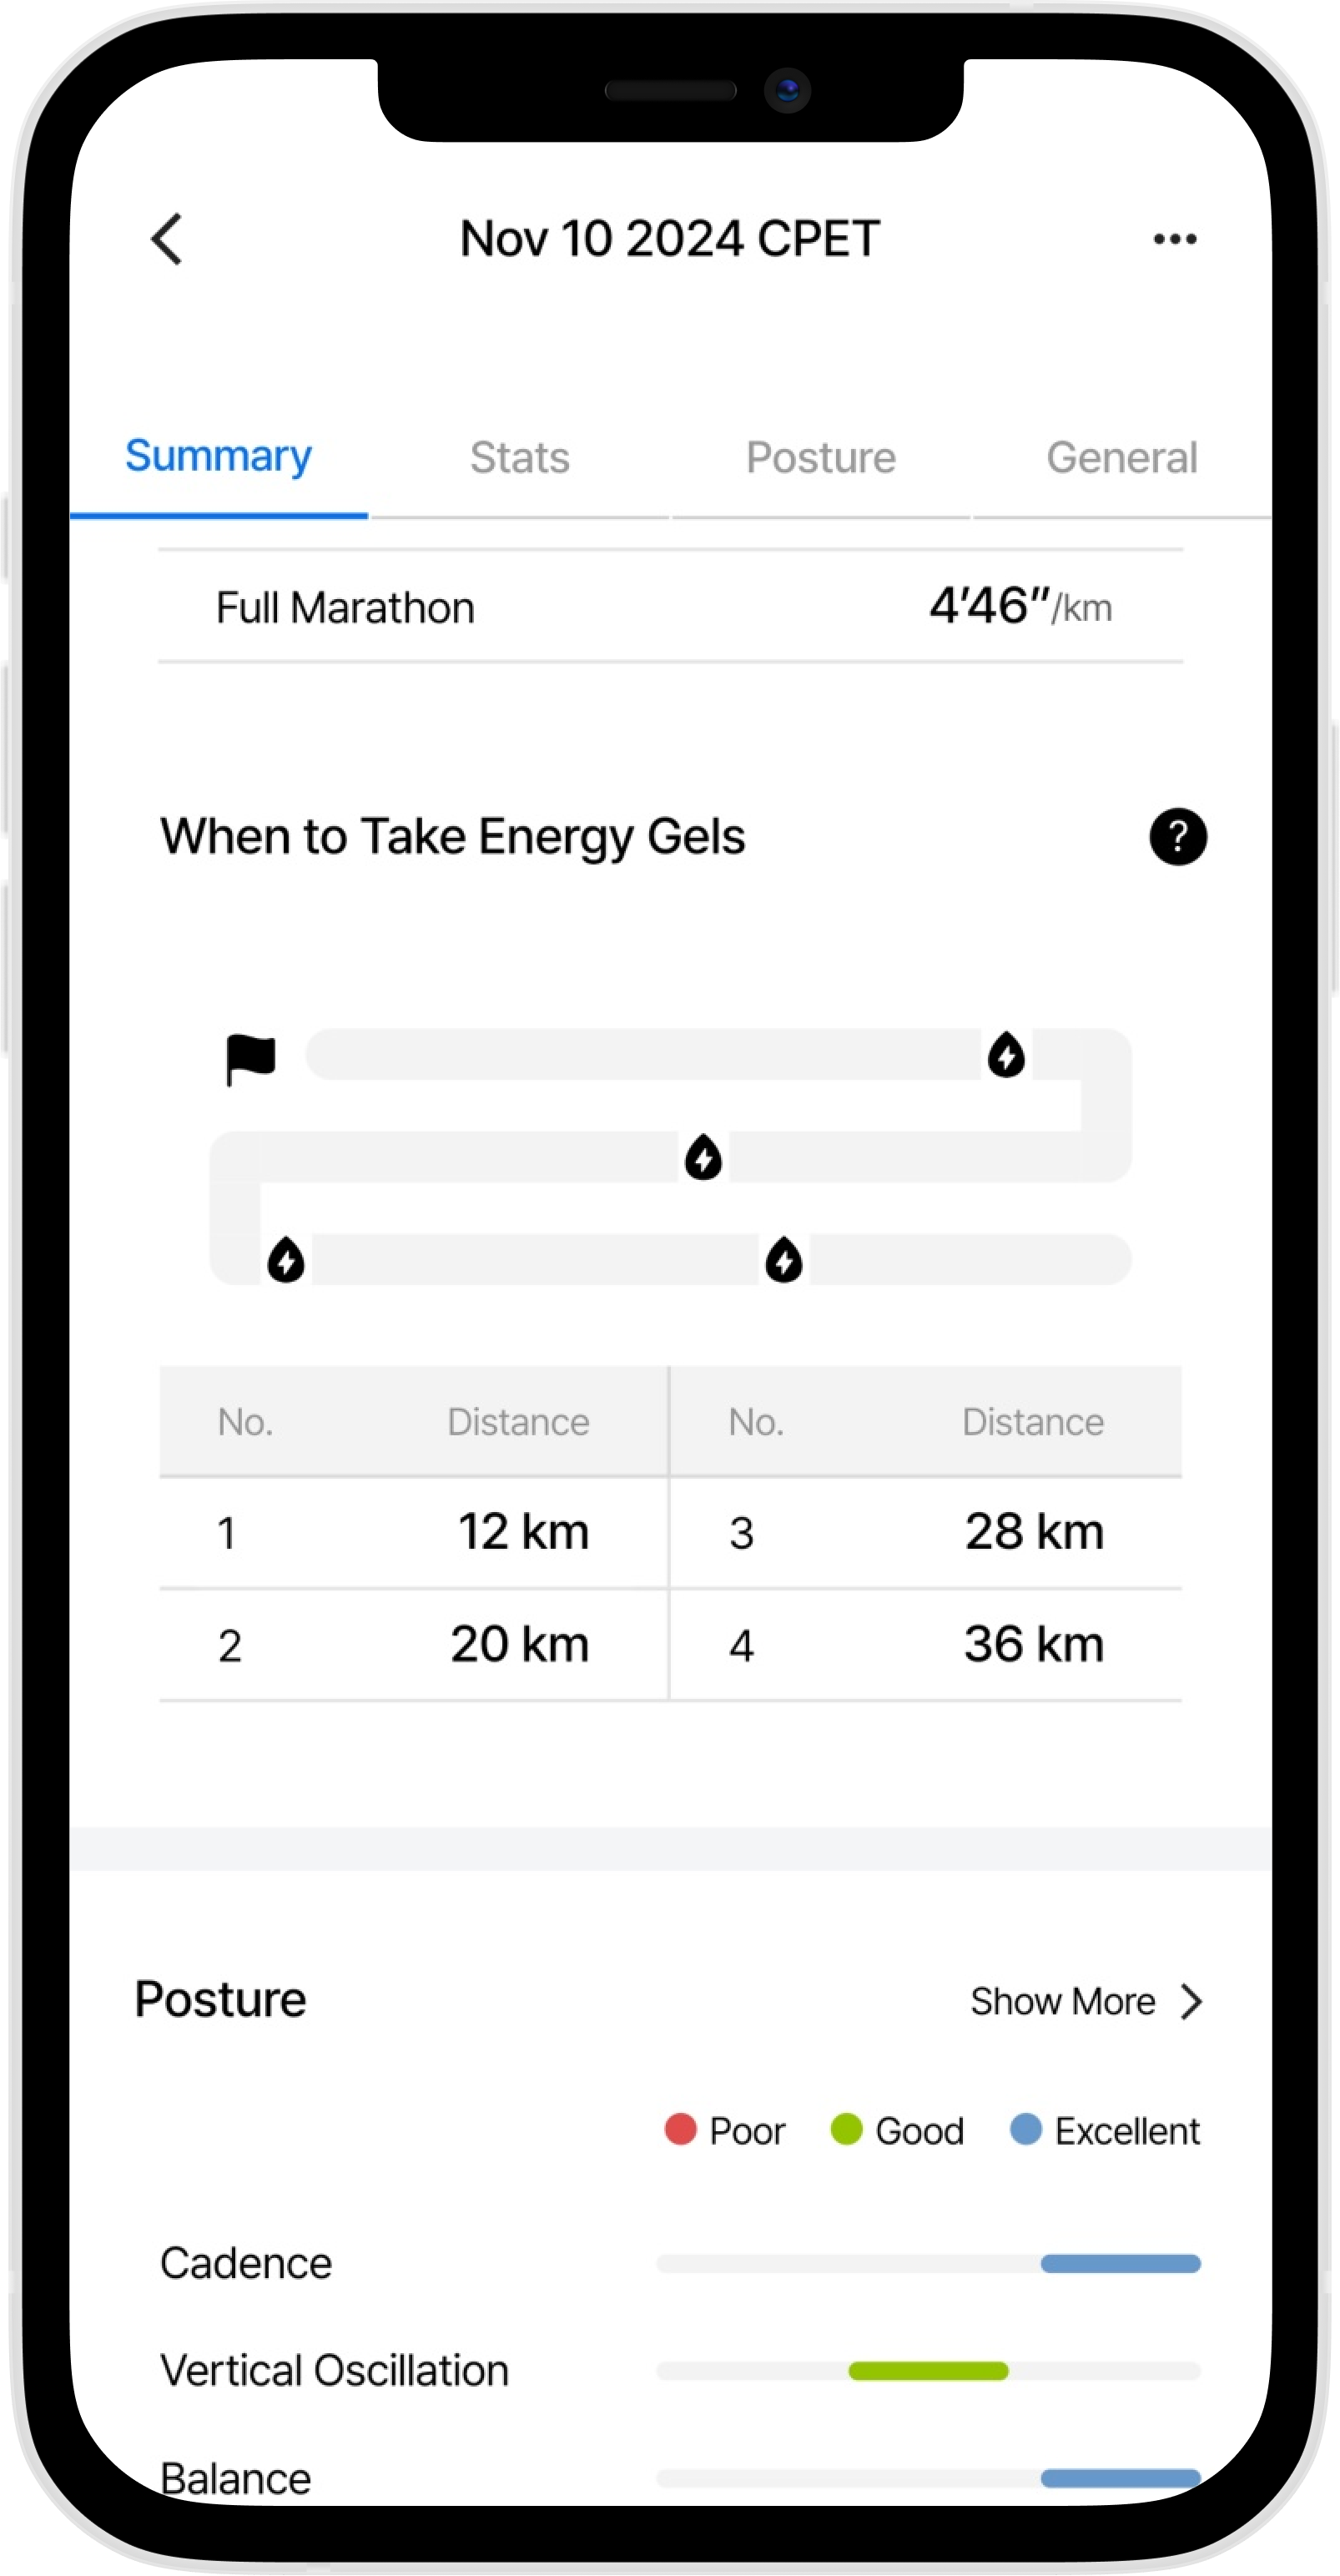 Nov 10 2024 CPET
Summary Stats Posture General
Full Marathon 4’46”/km
When to Take Energy Gels ?
No. Distance No. Distance
1 12 km 3 28 km
2 20 km 4 36 km
Posture Show More
Poor Good Excellent
Cadence
Vertical Oscillation
Balance